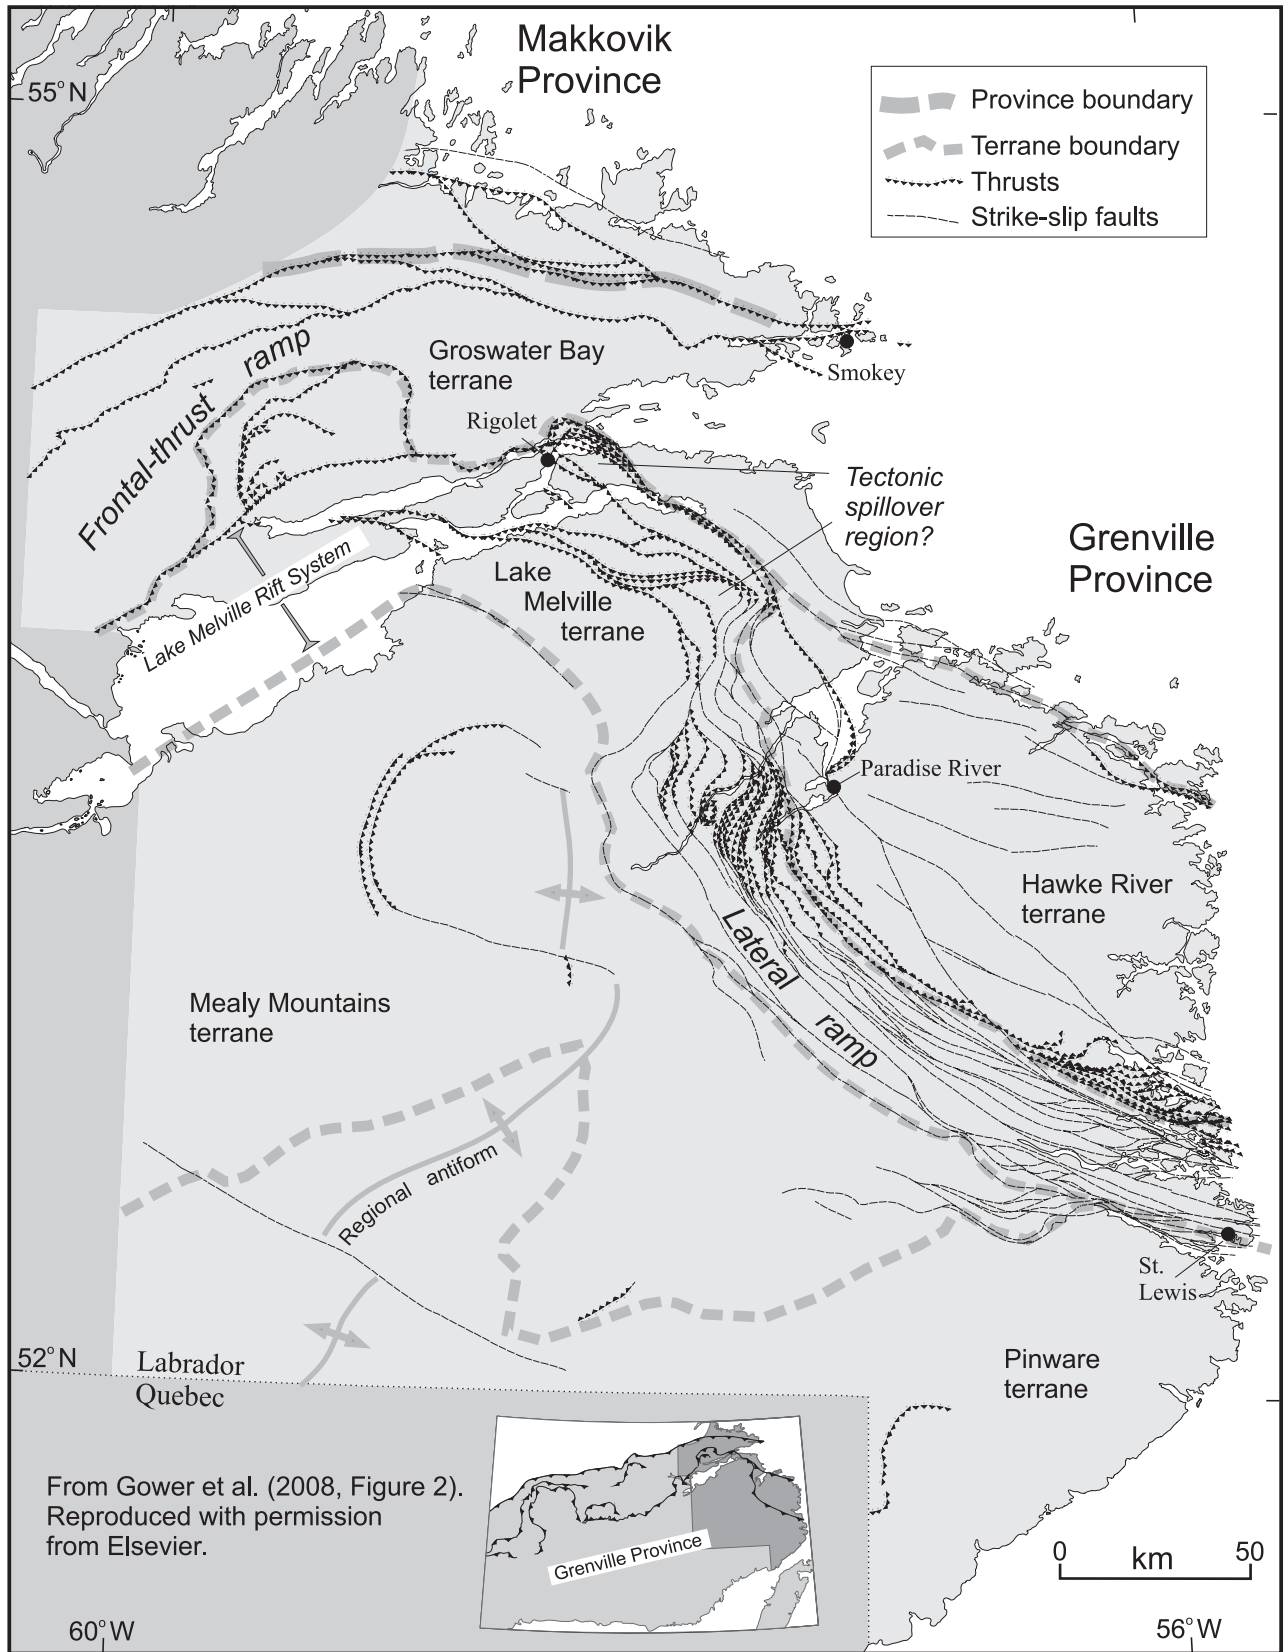 Makkovik
Province
55° N
Province boundary
Terrane boundary
Thrusts
Strike-slip faults
Frontal-thrust ramp
Groswater Bay
terrane
Smokey
Rigolet
Tectonic
spillover
region?
Grenville
Province
Lake Melville Rift System
Lake
Melville
terrane
Paradise River
Hawke River
terrane
Lateral ramp
Mealy Mountains
terrane
Regional antiform
St.
Lewis
52° N
Labrador
Quebec
Pinware
terrane
From Gower et al. (2008, Figure 2).
Reproduced with permission
from Elsevier.
Grenville Province
0 km 50
60° W
56° W